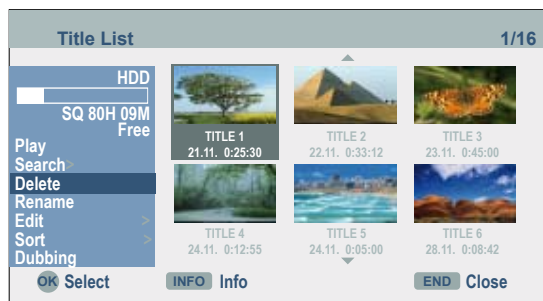 Title List 1/16
HDD
SQ 80H 09M
Free
Play
Search>
Delete
Rename
Edit >
Sort >
Dubbing
TITLE 1
21.11. 0:25:30
TITLE 2
22.11. 0:33:12
TITLE 3
23.11. 0:45:00
TITLE 4
24.11. 0:12:55
TITLE 5
24.11. 0:05:00
TITLE 6
28.11. 0:08:42
OK Select INFO Info END Close